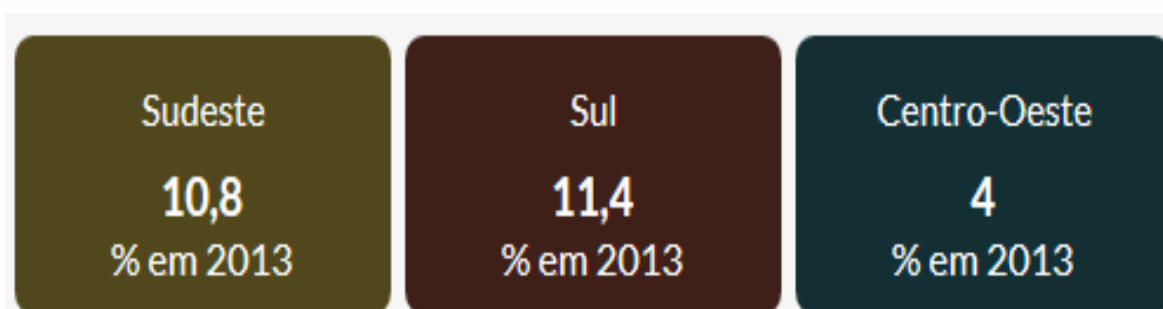 Sudeste
10,8
% em 2013
Sul
11,4
% em 2013
Centro-Oeste
4
% em 2013